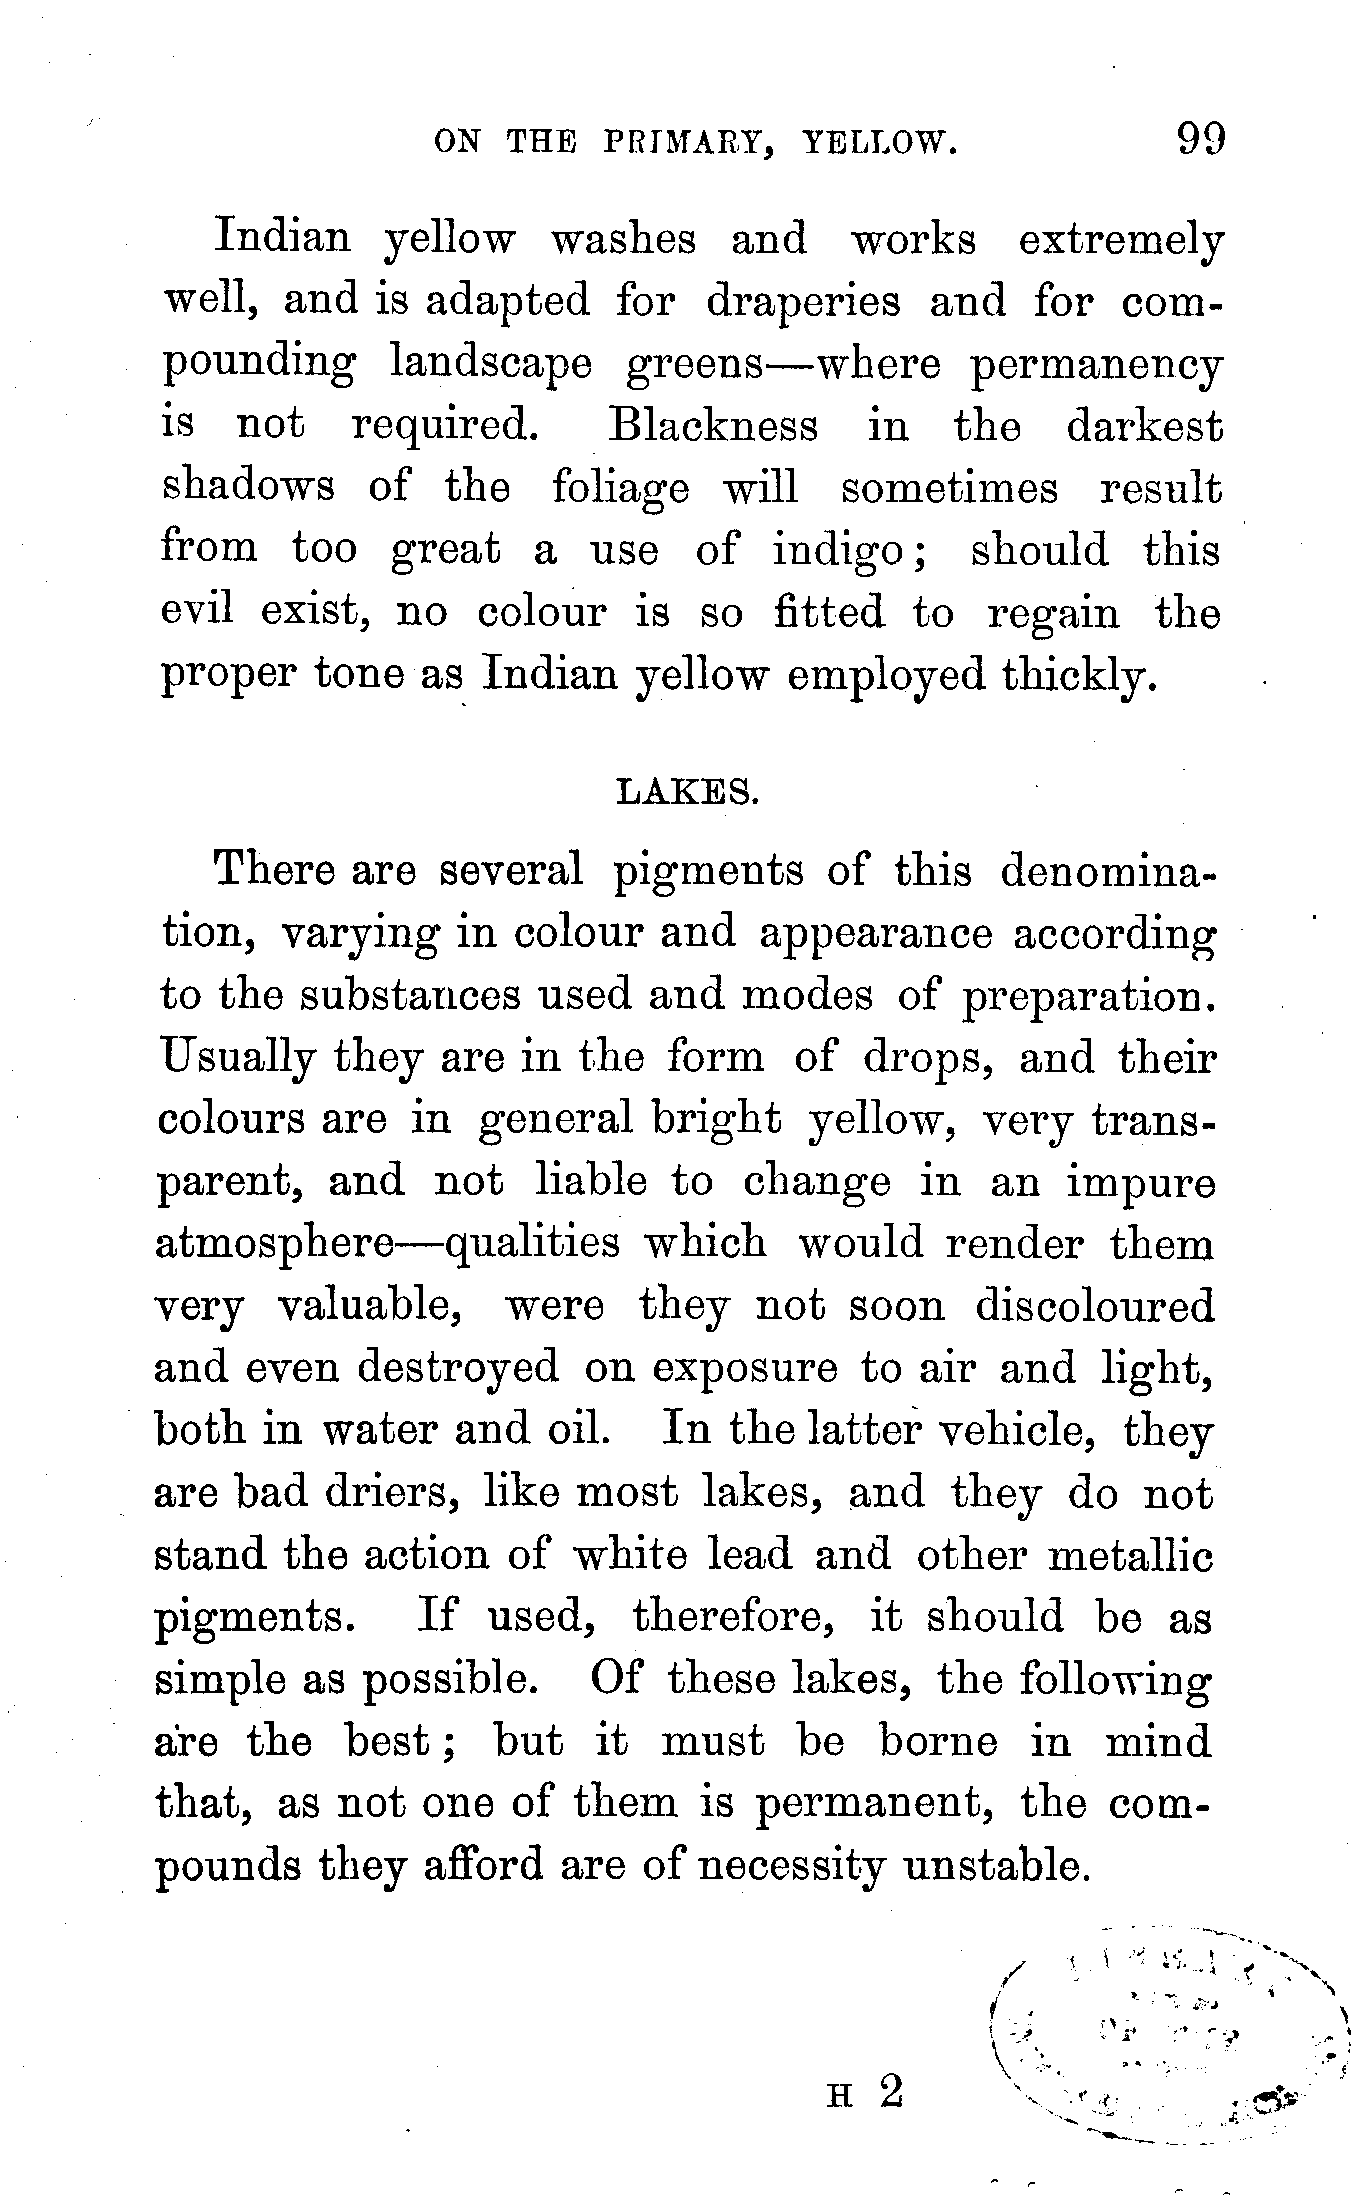 ON THE PRIMARY, YELLOW. 99
Indian yellow washes and works extremely
well, and is adapted for draperies and for com-
pounding landscape greens—where permanency
is not required. Blackness in the darkest
shadows of the foliage will sometimes result
from too great a use of indigo; should this
evil exist, no colour is so fitted to regain the
proper tone as Indian yellow employed thickly.
LAKES.
There are several pigments of this denomina-
tion, varying in colour and appearance according
to the substances used and modes of preparation.
Usually they are in the form of drops, and their
colours are in general bright yellow, very trans-
parent, and not liable to change in an impure
atmosphere—qualities which would render them
very valuable, were they not soon discoloured
and even destroyed on exposure to air and light,
both in water and oil. In the latter vehicle, they
are bad driers, like most lakes, and they do not
stand the action of white lead and other metallic
pigments. If used, therefore, it should be as
simple as possible. Of these lakes, the following
are the best; but it must be borne in mind
that, as not one of them is permanent, the com-
pounds they afford are of necessity unstable.
H 2